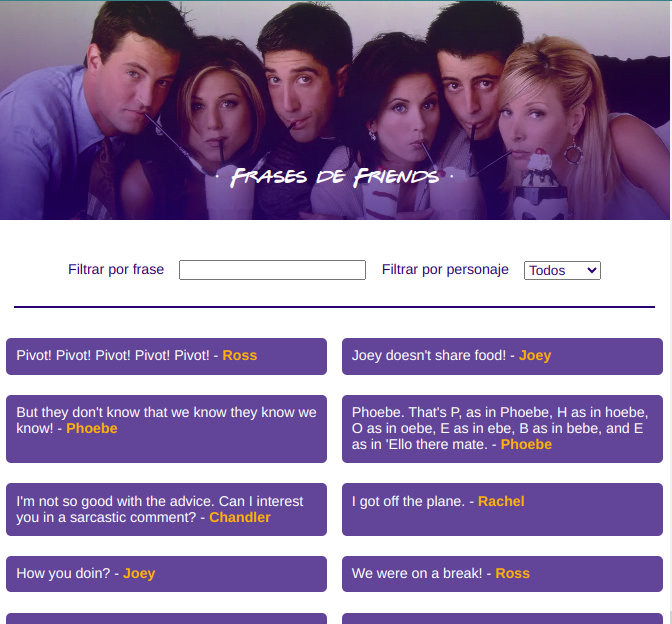 · Frases de Friends ·
Filtrar por frase Filtrar por personaje Todos
Pivot! Pivot! Pivot! Pivot! Pivot! - Ross
Joey doesn't share food! - Joey
But they don't know that we know they know we
know! - Phoebe
Phoebe. That's P, as in Phoebe, H as in hoebe,
O as in oebe, E as in ebe, B as in bebe, and E
as in 'Ello there mate. - Phoebe
I'm not so good with the advice. Can I interest
you in a sarcastic comment? - Chandler
I got off the plane. - Rachel
How you doin? - Joey
We were on a break! - Ross